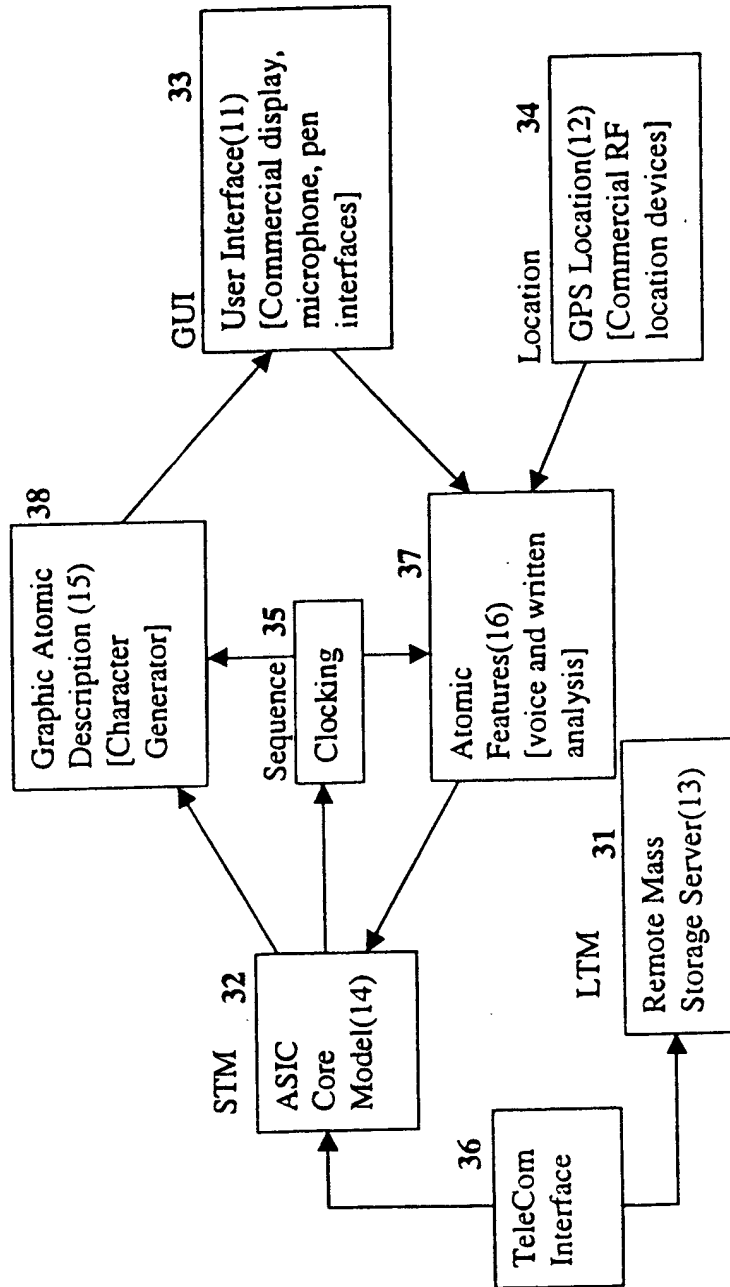 38
Graphic Atomic
Description (15)
[Character
Generator]
GUI
33
User Interface(11)
[Commercial display,
microphone, pen
interfaces]
STM
32
ASIC
Core
Model(14)
Sequence
35
Clocking
36
TeleCom
Interface
37
Atomic
Features(16)
[voice and written
analysis]
Location
34
GPS Location(12)
[Commercial RF
location devices]
LTM
31
Remote Mass
Storage Server(13)